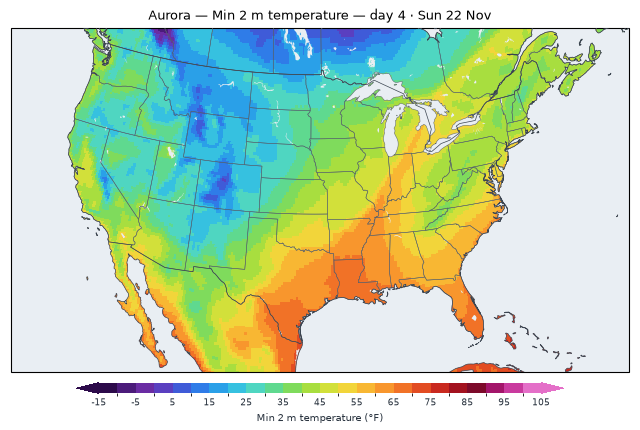 Aurora — Min 2 m temperature — day 4 · Sun 22 Nov
-15 -5 5 15 25 35 45 55 65 75 85 95 105
Min 2 m temperature (°F)